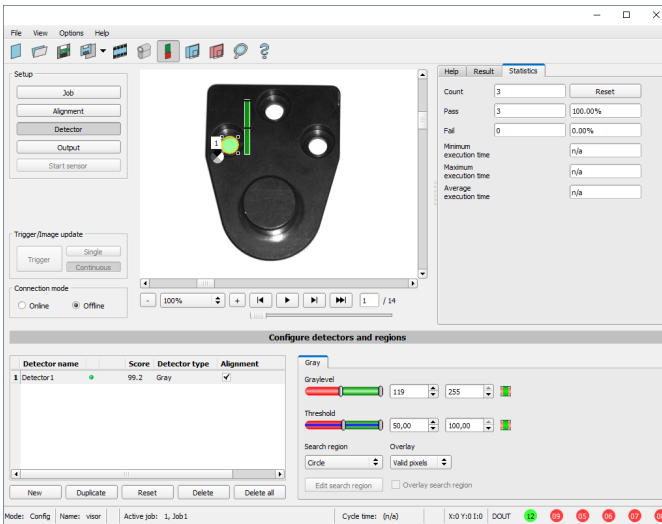 File View Options Help
Setup
Job
Alignment
Detector
Output
Start sensor
Trigger/Image update
Trigger
Single
Continuous
Connection mode
Online Offline
1
- 100% + 1 / 14
Help Result Statistics
Count 3 Reset
Pass 3 100.00%
Fail 0 0.00%
Minimum
execution time n/a
Maximum
execution time n/a
Average
execution time n/a
Configure detectors and regions
Detector name Score Detector type Alignment
1 Detector1 99.2 Gray
New Duplicate Reset Delete Delete all
Gray
Graylevel
119 255
Threshold
50,00 100,00
Search region Overlay
Circle Valid pixels
Edit search region Overlay search region
Mode: Config Name: visor Active job: 1, Job1 Cycle time: (n/a) X:0 Y:0 I:0 DOUT 12 09 05 06 07 08